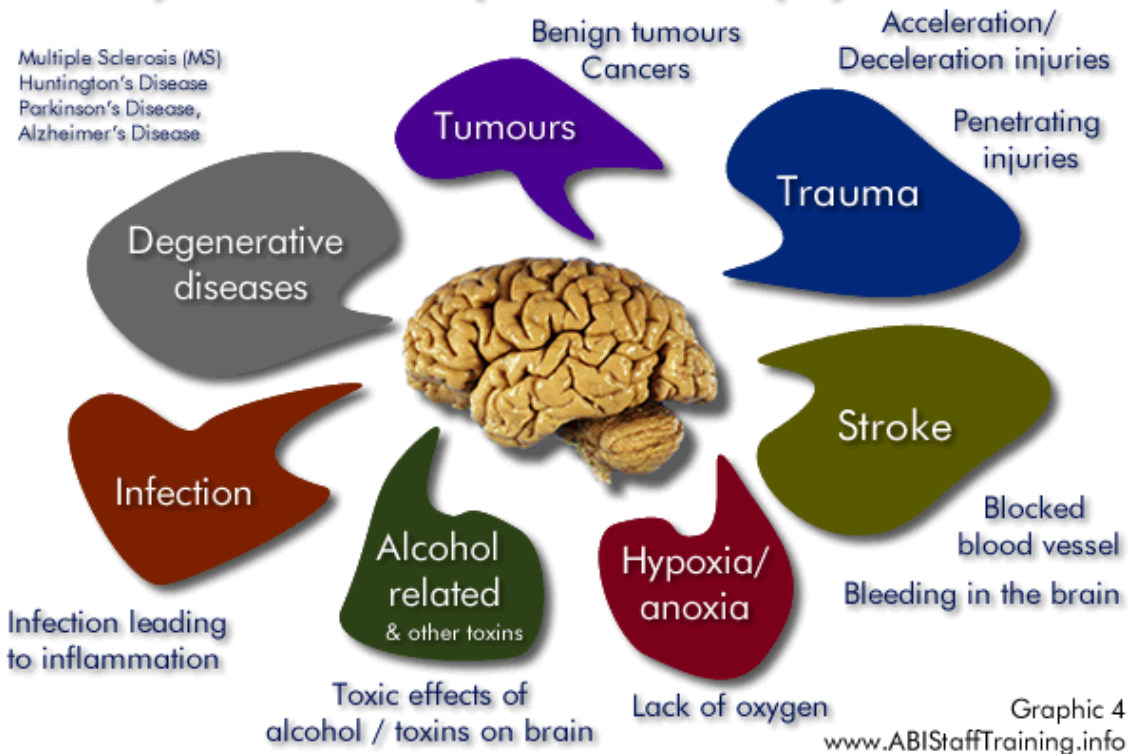 Multiple Sclerosis (MS)
Huntington's Disease
Parkinson's Disease,
Alzheimer's Disease
Degenerative
diseases
Benign tumours
Cancers
Tumours
Acceleration/
Deceleration injuries
Penetrating
injuries
Trauma
Stroke
Blocked
blood vessel
Bleeding in the brain
Hypoxia/
anoxia
Lack of oxygen
Alcohol
related
& other toxins
Toxic effects of
alcohol / toxins on brain
Infection
Infection leading
to inflammation
Graphic 4
www.ABIStaffTraining.info